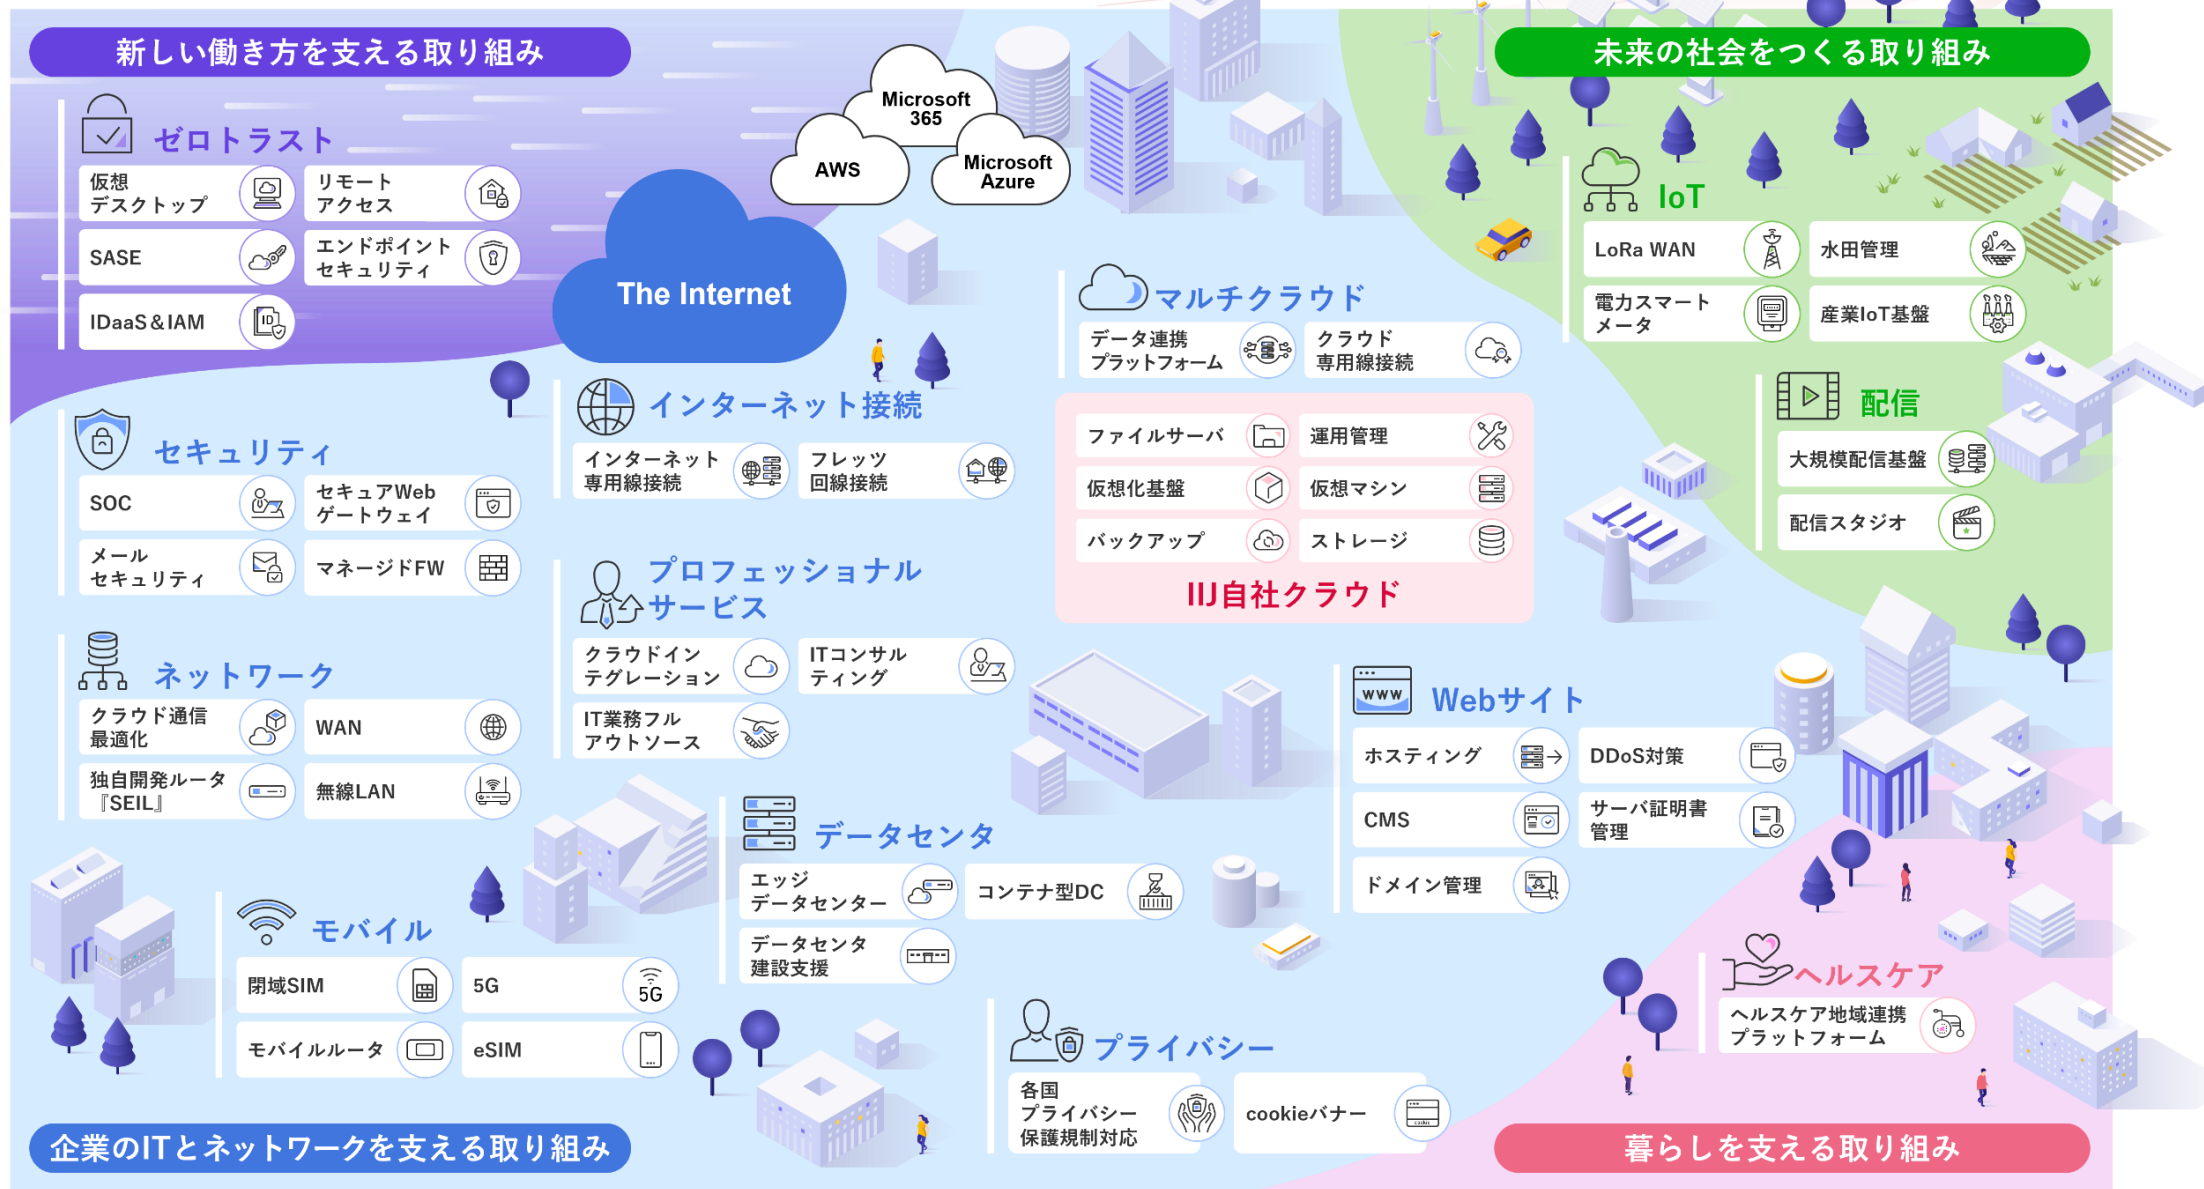 新しい働き方を支える取り組み
ゼロトラスト
仮想
デスクトップ
リモート
アクセス
SASE
エンドポイント
セキュリティ
IDaaS＆IAM
ID
Microsoft
365
AWS
Microsoft
Azure
The Internet
未来の社会をつくる取り組み
IoT
LoRa WAN
水田管理
電力スマート
メータ
産業IoT基盤
配信
大規模配信基盤
配信スタジオ
マルチクラウド
データ連携
プラットフォーム
クラウド
専用線接続
ファイルサーバ
運用管理
仮想化基盤
仮想マシン
バックアップ
ストレージ
IIJ自社クラウド
インターネット接続
インターネット
専用線接続
フレッツ
回線接続
セキュリティ
SOC
セキュアWeb
ゲートウェイ
メール
セキュリティ
マネージドFW
プロフェッショナル
サービス
クラウドイン
テグレーション
ITコンサル
ティング
IT業務フル
アウトソース
ネットワーク
クラウド通信
最適化
WAN
独自開発ルータ
『SEIL』
無線LAN
WWW
Webサイト
ホスティング
DDoS対策
CMS
サーバ証明書
管理
ドメイン管理
データセンタ
エッジ
データセンター
コンテナ型DC
データセンタ
建設支援
モバイル
閉域SIM
5G
5G
モバイルルータ
eSIM
プライバシー
各国
プライバシー
保護規制対応
cookieバナー
cookie
ヘルスケア
ヘルスケア地域連携
プラットフォーム
企業のITとネットワークを支える取り組み
暮らしを支える取り組み